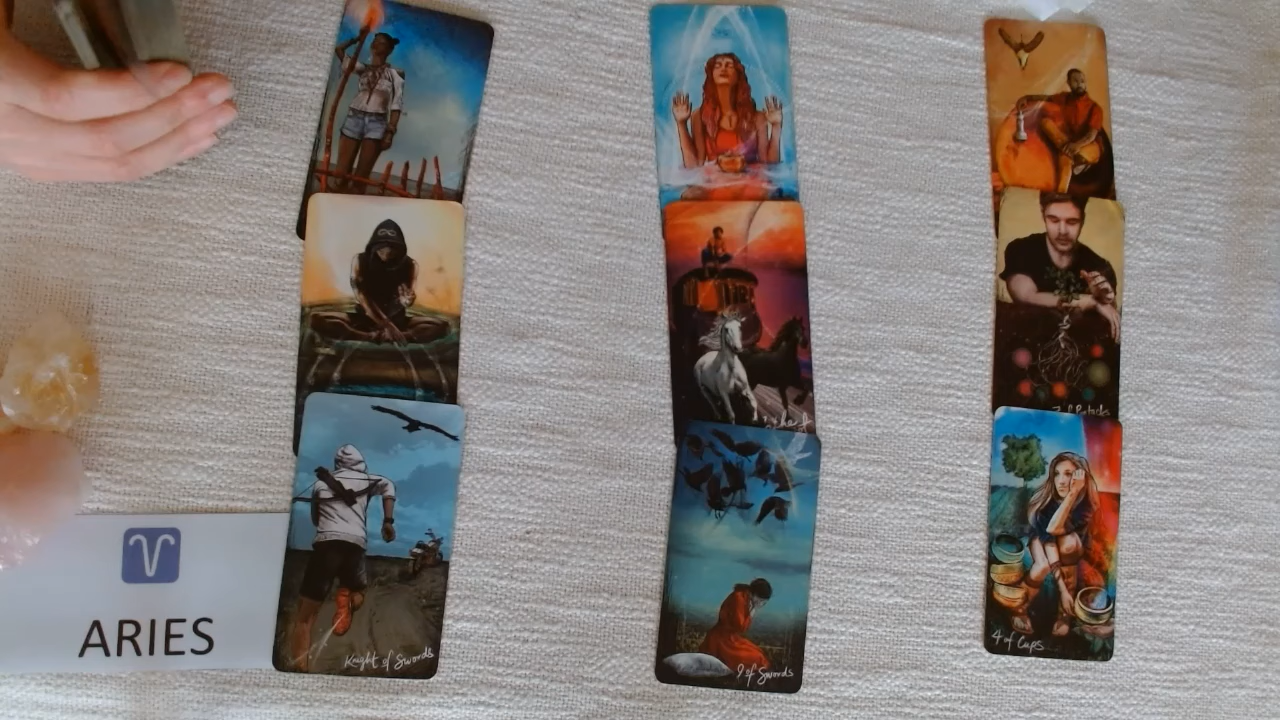 7 of Pentacles
Knight of Swords
9 of Swords
4 of Cups
ARIES